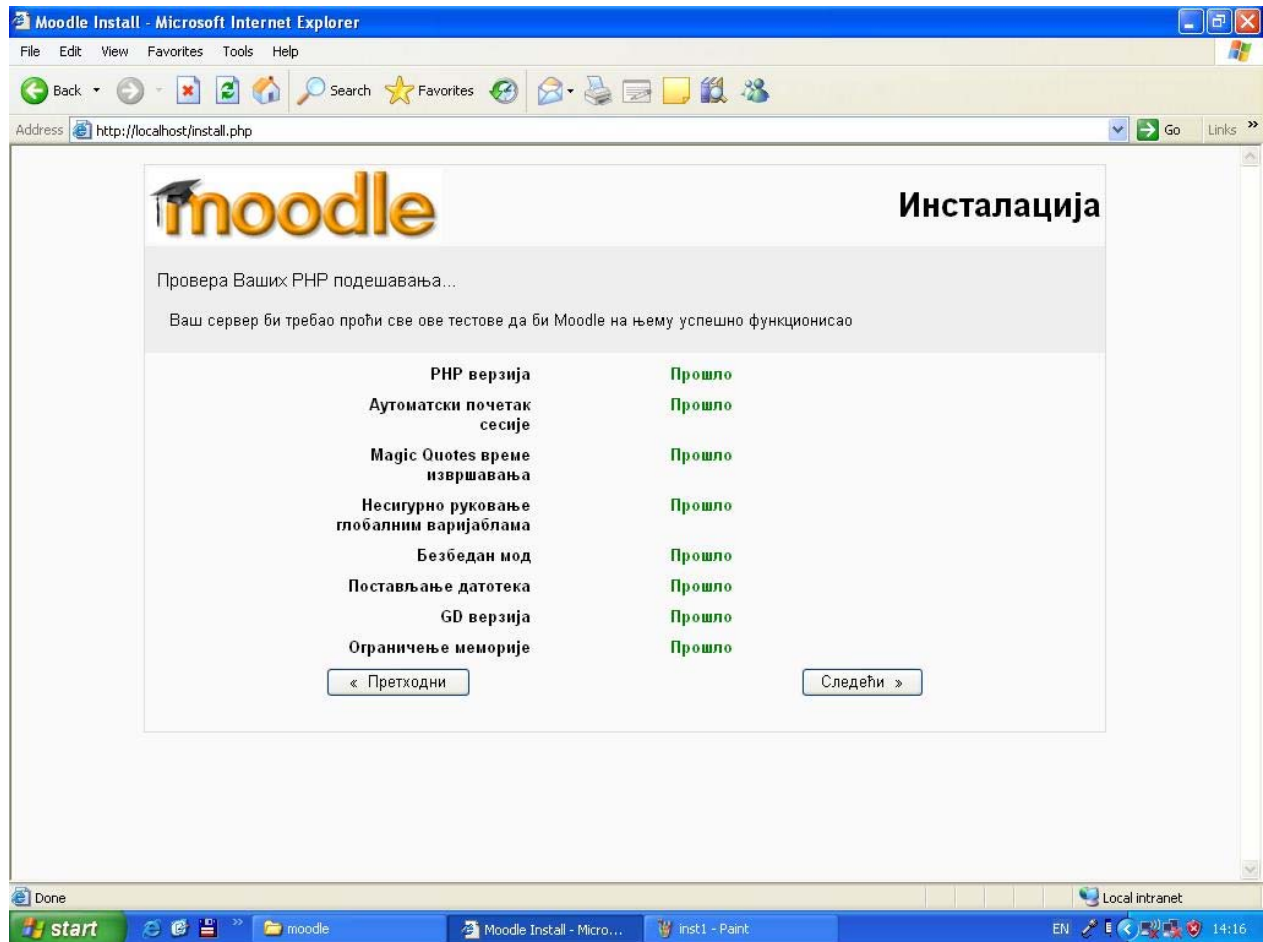 Moodle Install - Microsoft Internet Explorer
File Edit View Favorites Tools Help
Back Search Favorites
Address http://localhost/install.php Go Links »
moodle Инсталација
Провера Ваших PHP подешавања...
Ваш сервер би требао проћи све ове тестове да би Moodle на њему успешно функционисао
PHP верзија Прошло
Аутоматски почетак Прошло
сесије
Magic Quotes време Прошло
извршавања
Несигурно руковање Прошло
глобалним варијаблама
Безбедан мод Прошло
Постављање датотека Прошло
GD верзија Прошло
Ограничење меморије Прошло
« Претходни Следећи »
Done Local intranet
start » moodle Moodle Install - Micro... inst1 - Paint EN 14:16